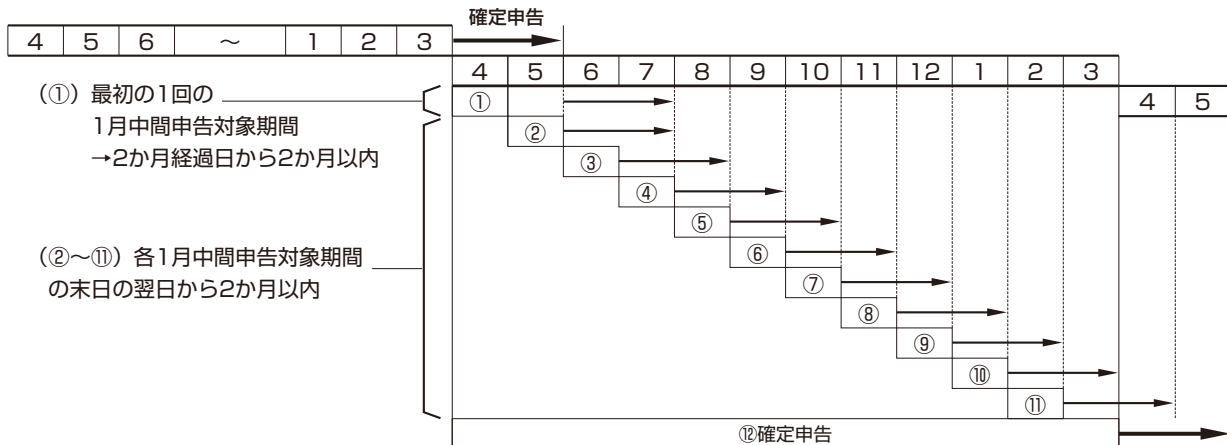 確定申告
4 5 6 ～ 1 2 3
4 5 6 7 8 9 10 11 12 1 2 3
4 5
(①) 最初の1回の
1月中間申告対象期間
→2か月経過日から2か月以内
(②～⑪) 各1月中間申告対象期間
の末日の翌日から2か月以内
①
②
③
④
⑤
⑥
⑦
⑧
⑨
⑩
⑪
⑫確定申告